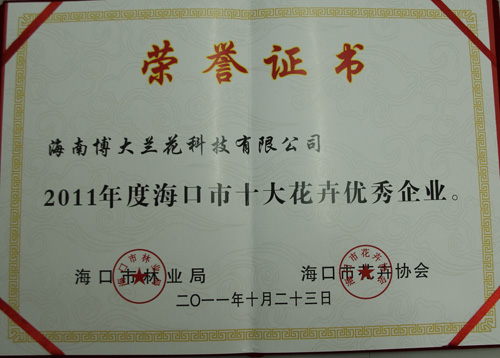 荣誉证书
海南博大兰花科技有限公司
2011年度海口市十大花卉优秀企业。
海口市林业局 海口市花卉协会
二〇一一年十月二十三日